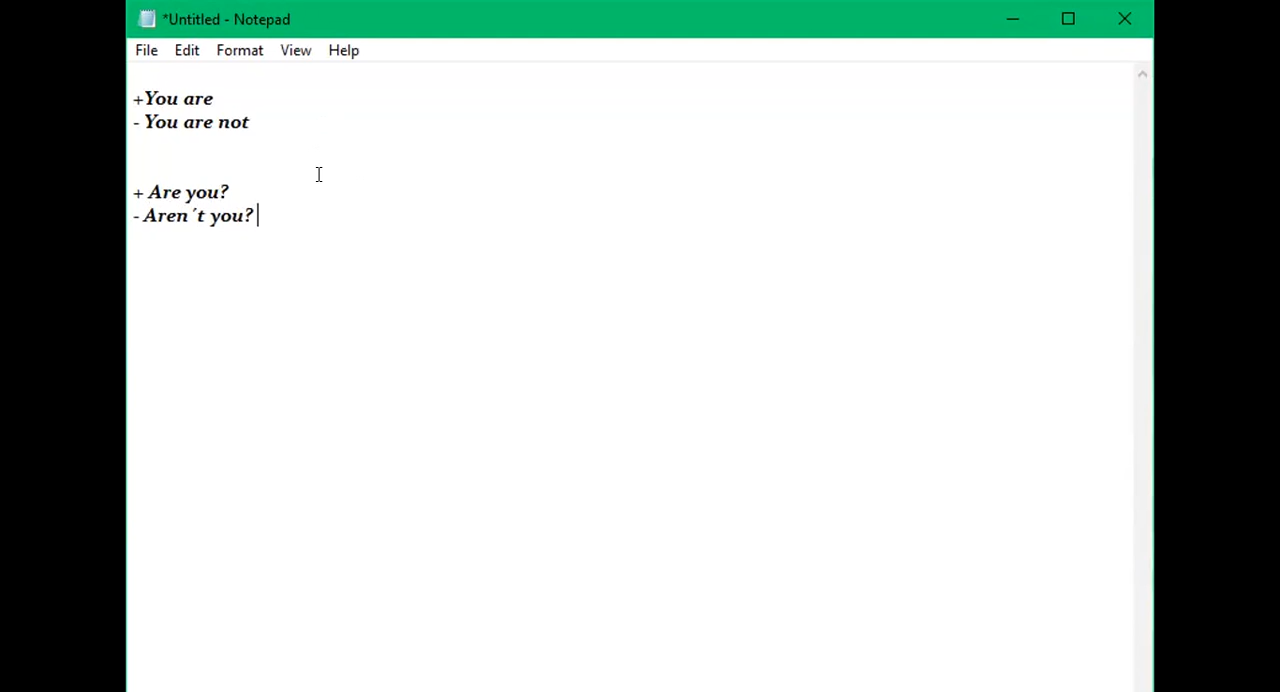 *Untitled - Notepad
File Edit Format View Help
+You are
- You are not
+ Are you?
- Aren´t you?